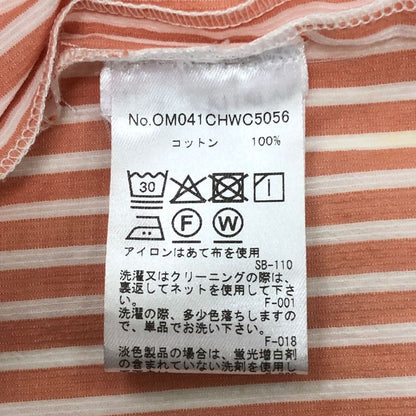 No.OM041CHWC5056
コットン 100%
30
F W
アイロンはあて布を使用
SB-110
洗濯又はクリーニングの際は、
裏返してネットを使用して下さ
い。
F-001
洗濯の際、多少色落ちしますの
で、単品でお洗い下さい。
F-018
淡色製品の場合は、蛍光増白剤
の含まれていない洗剤を使用し